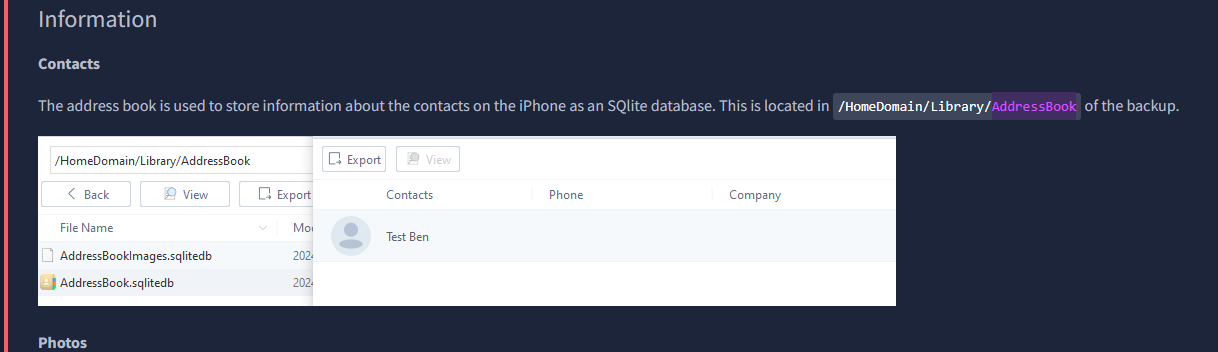 Information
Contacts
The address book is used to store information about the contacts on the iPhone as an SQlite database. This is located in /HomeDomain/Library/AddressBook of the backup.
/HomeDomain/Library/AddressBook
Back View Export
File Name
AddressBookImages.sqlitedb 2024
AddressBook.sqlitedb 2024
Export View
Contacts Phone Company
Test Ben
Photos